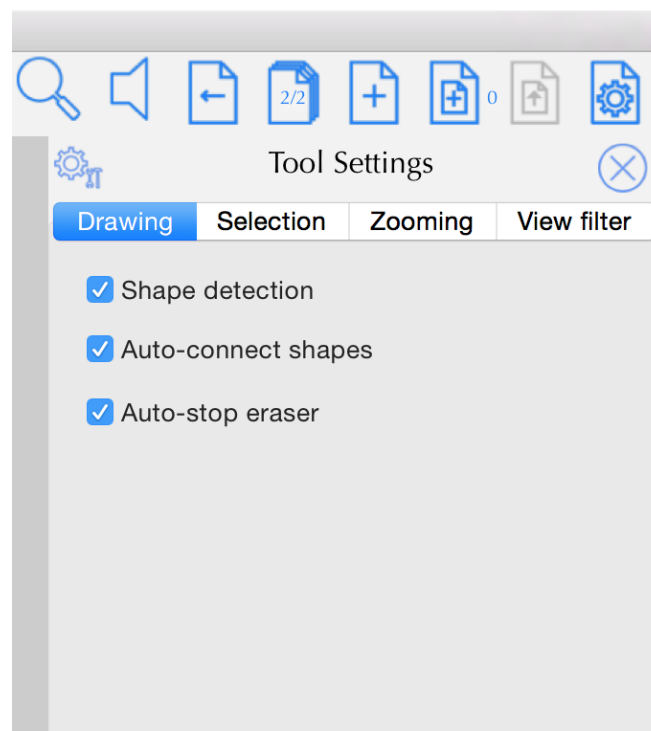 2/2 0
Tool Settings
Drawing Selection Zooming View filter
Shape detection
Auto-connect shapes
Auto-stop eraser